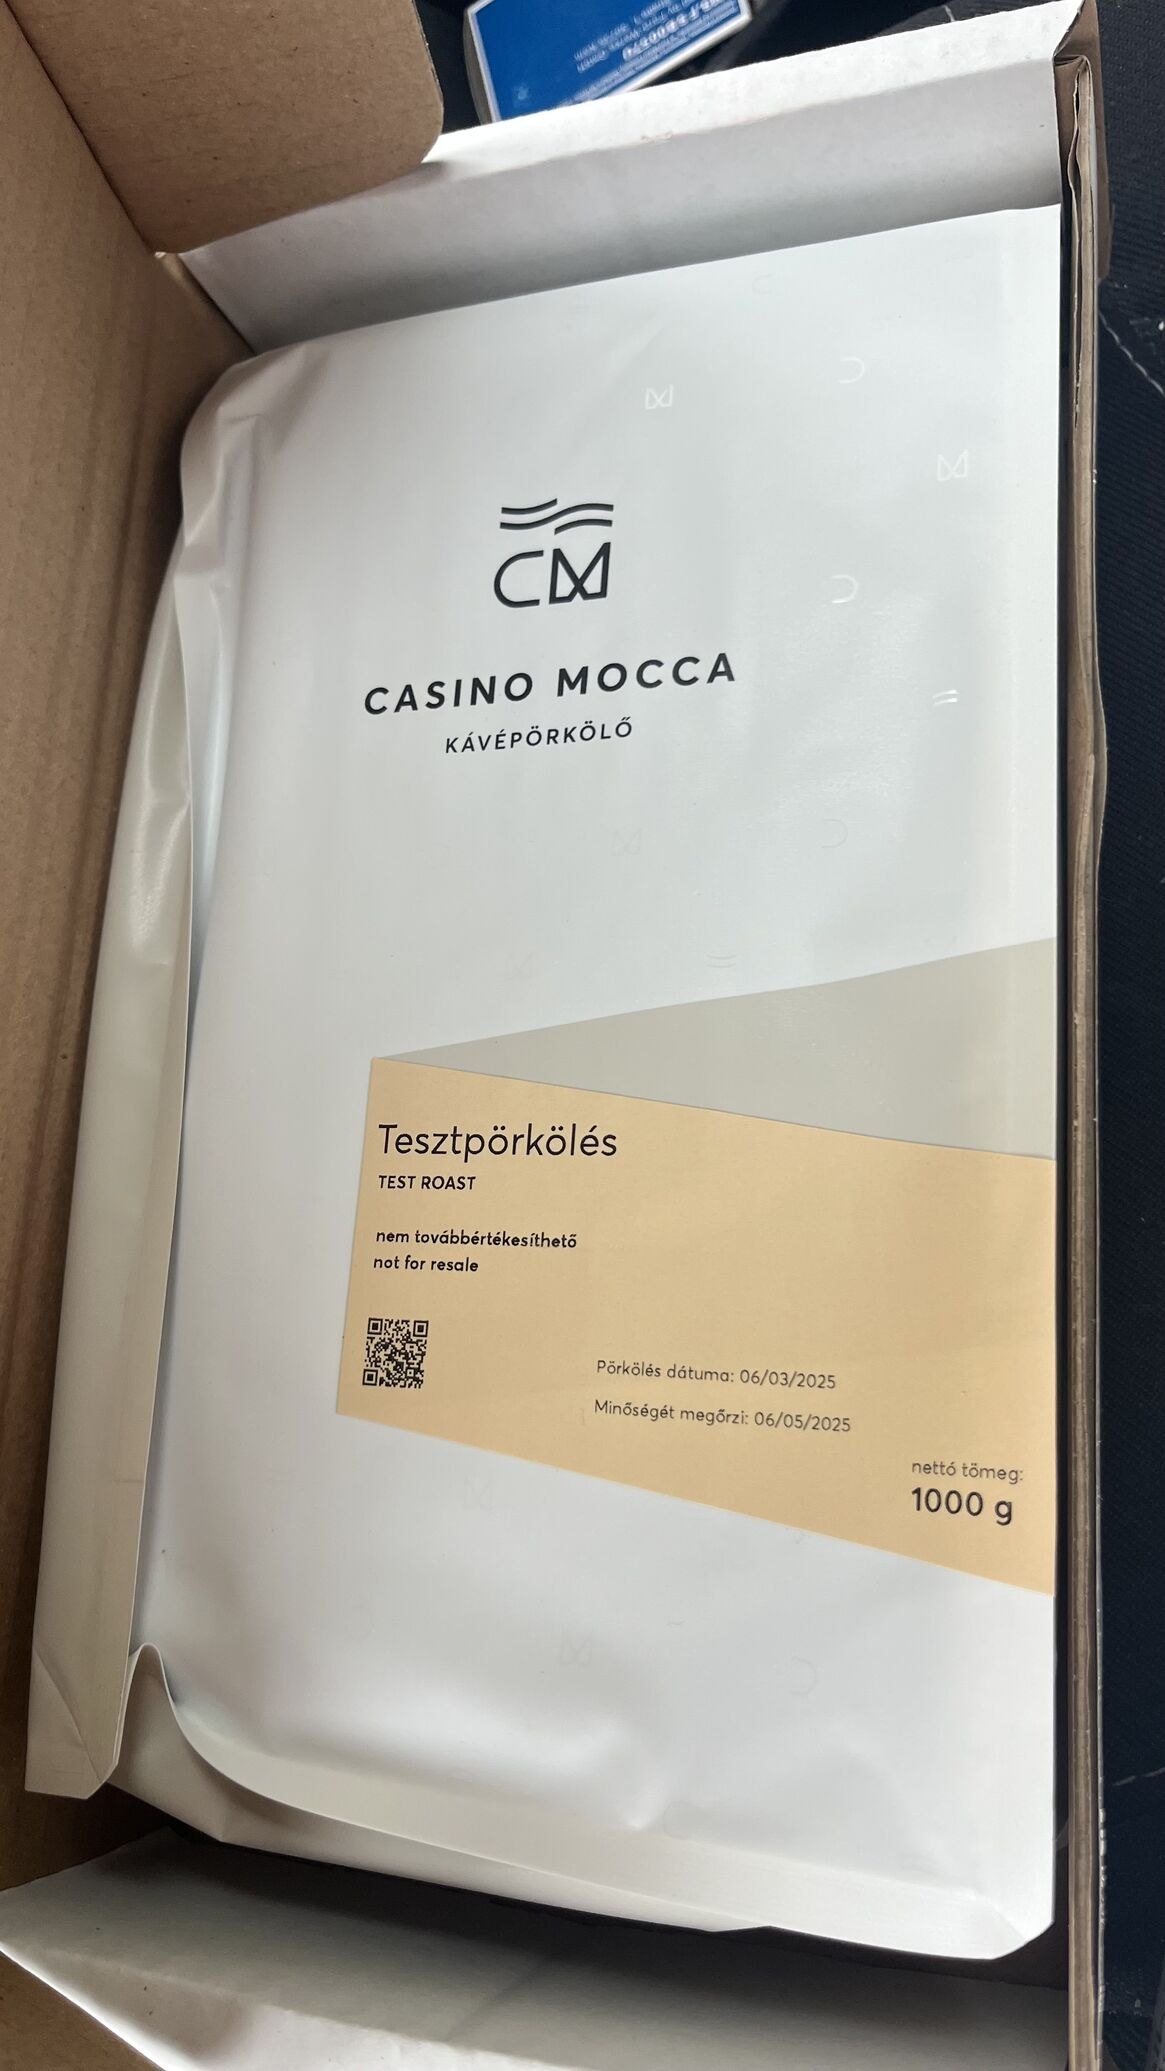 CM
CASINO MOCCA
KÁVÉPÖRKÖLŐ
Tesztpörkölés
TEST ROAST
nem továbbértékesíthető
not for resale
Pörkölés dátuma: 06/03/2025
Minőségét megőrzi: 06/05/2025
nettó tömeg:
1000 g